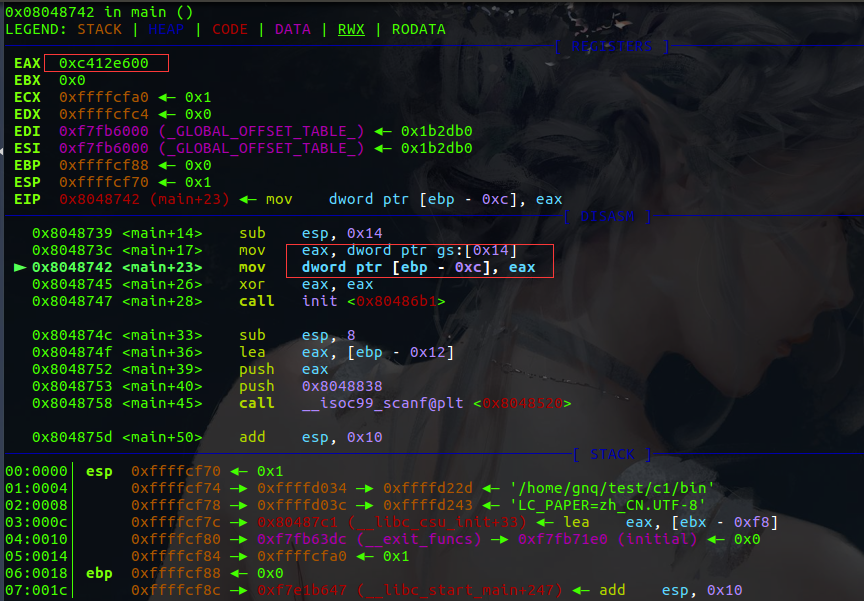 0x08048742 in main ()
LEGEND: STACK | HEAP | CODE | DATA | RWX | RODATA
[ REGISTERS ]
EAX  0xc412e600
EBX  0x0
ECX  0xffffcfa0 ◂— 0x1
EDX  0xffffcfc4 ◂— 0x0
EDI  0xf7fb6000 (_GLOBAL_OFFSET_TABLE_) ◂— 0x1b2db0
ESI  0xf7fb6000 (_GLOBAL_OFFSET_TABLE_) ◂— 0x1b2db0
EBP  0xffffcf88 ◂— 0x0
ESP  0xffffcf70 ◂— 0x1
EIP  0x8048742 (main+23) ◂— mov    dword ptr [ebp - 0xc], eax
[ DISASM ]
0x8048739 <main+14>    sub    esp, 0x14
0x804873c <main+17>    mov    eax, dword ptr gs:[0x14]
► 0x8048742 <main+23>    mov    dword ptr [ebp - 0xc], eax
0x8048745 <main+26>    xor    eax, eax
0x8048747 <main+28>    call   init <0x80486b1>
0x804874c <main+33>    sub    esp, 8
0x804874f <main+36>    lea    eax, [ebp - 0x12]
0x8048752 <main+39>    push   eax
0x8048753 <main+40>    push   0x8048838
0x8048758 <main+45>    call   __isoc99_scanf@plt <0x8048520>
0x804875d <main+50>    add    esp, 0x10
[ STACK ]
00:0000│ esp  0xffffcf70 ◂— 0x1
01:0004│      0xffffcf74 —▸ 0xffffd034 —▸ 0xffffd22d ◂— '/home/gnq/test/c1/bin'
02:0008│      0xffffcf78 —▸ 0xffffd03c —▸ 0xffffd243 ◂— 'LC_PAPER=zh_CN.UTF-8'
03:000c│      0xffffcf7c —▸ 0x80487c1 (__libc_csu_init+33) ◂— lea    eax, [ebx - 0xf8]
04:0010│      0xffffcf80 —▸ 0xf7fb63dc (__exit_funcs) —▸ 0xf7fb71e0 (initial) ◂— 0x0
05:0014│      0xffffcf84 —▸ 0xffffcfa0 ◂— 0x1
06:0018│ ebp  0xffffcf88 ◂— 0x0
07:001c│      0xffffcf8c —▸ 0xf7e1b647 (__libc_start_main+247) ◂— add    esp, 0x10